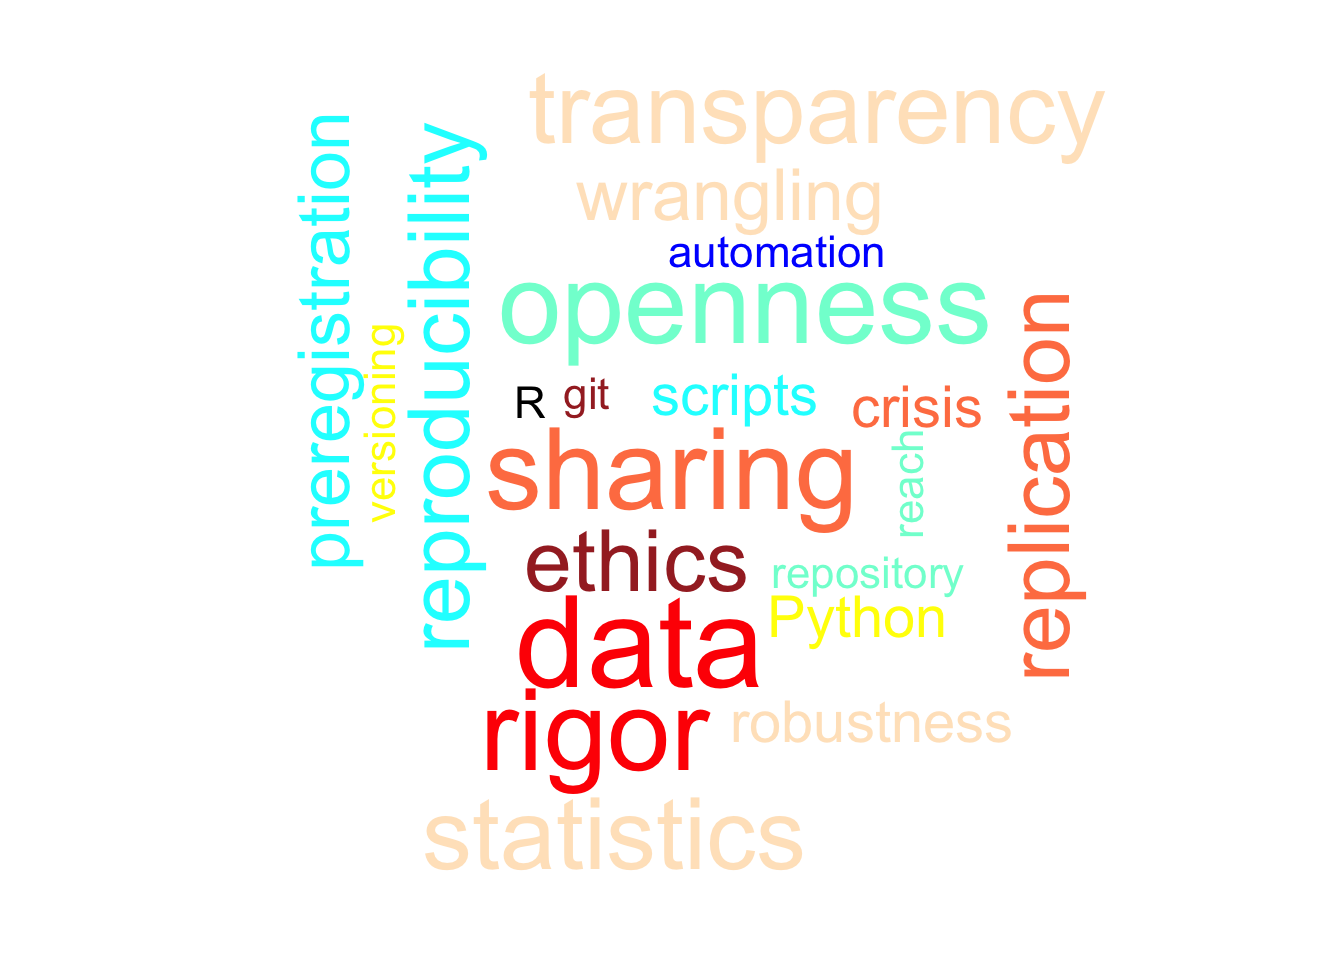 transparency
wrangling
automation
openness
preregistration
versioning
reproducibility
R
git
scripts
crisis
sharing
reach
replication
ethics
repository
Python
data
rigor
robustness
statistics